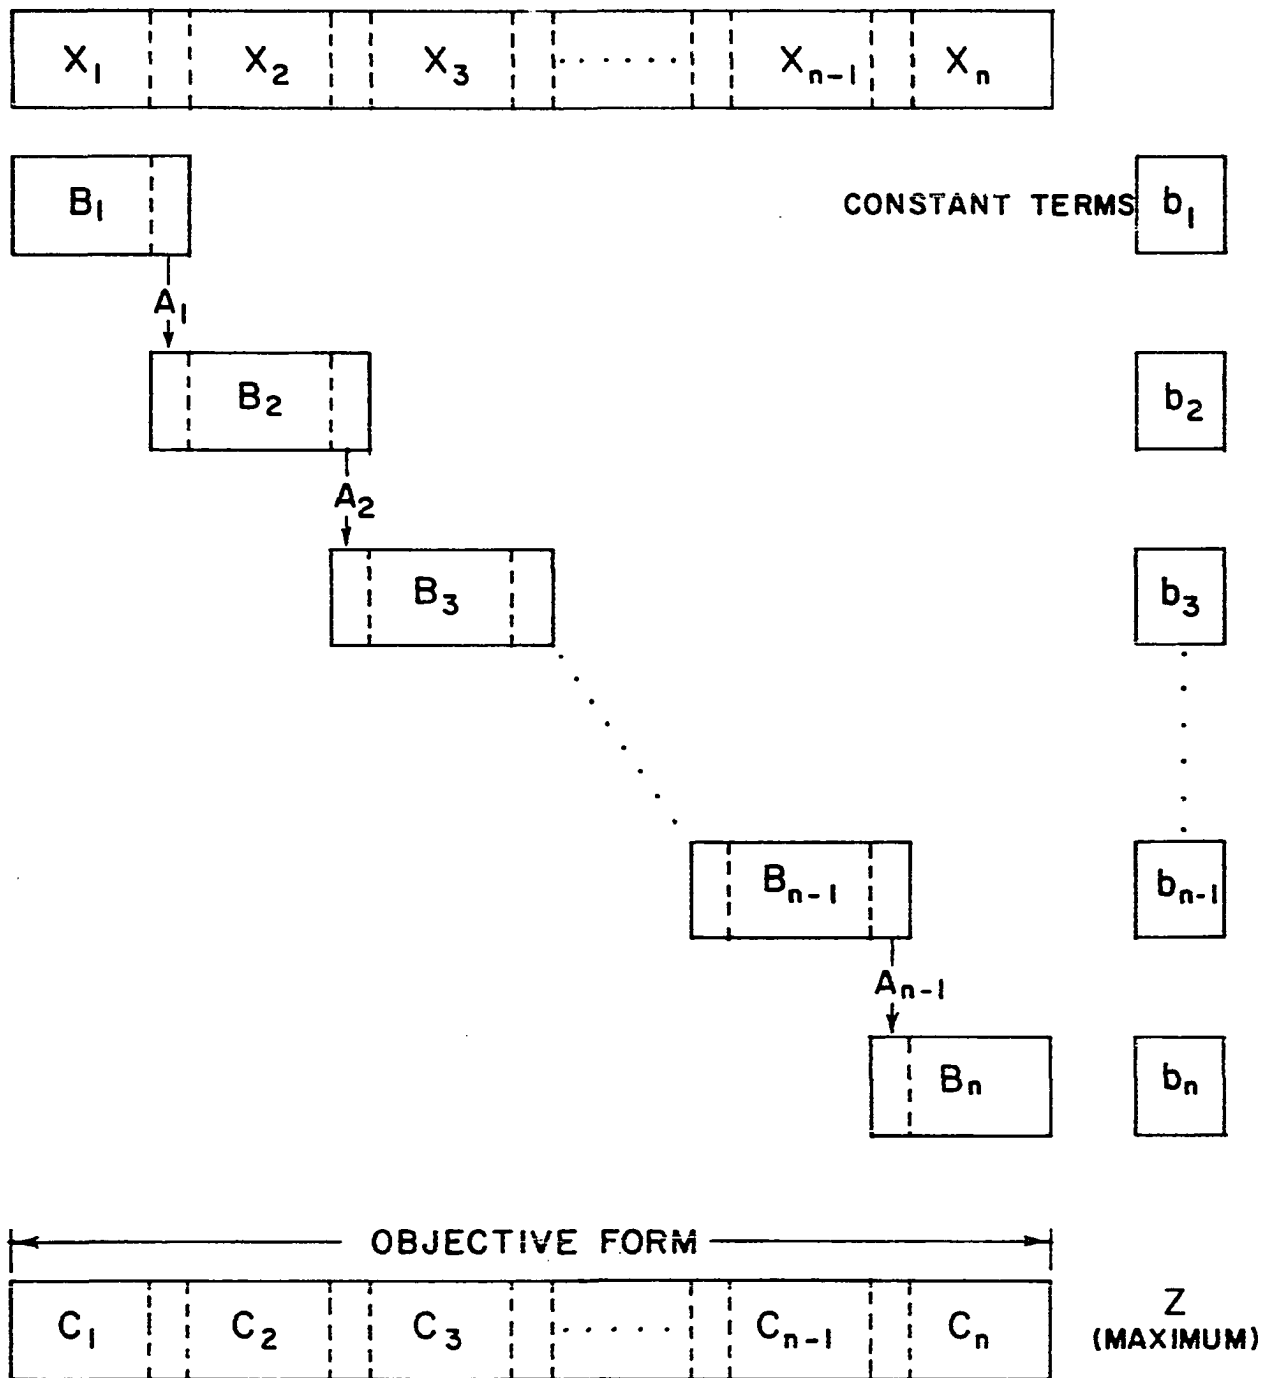 X₁ X₂ X₃ ...... Xₙ₋₁ Xₙ
B₁ CONSTANT TERMS b₁
A₁
B₂ b₂
A₂
B₃ b₃
Bₙ₋₁ bₙ₋₁
Aₙ₋₁
Bₙ bₙ
OBJECTIVE FORM
C₁ C₂ C₃ ...... Cₙ₋₁ Cₙ Z
(MAXIMUM)